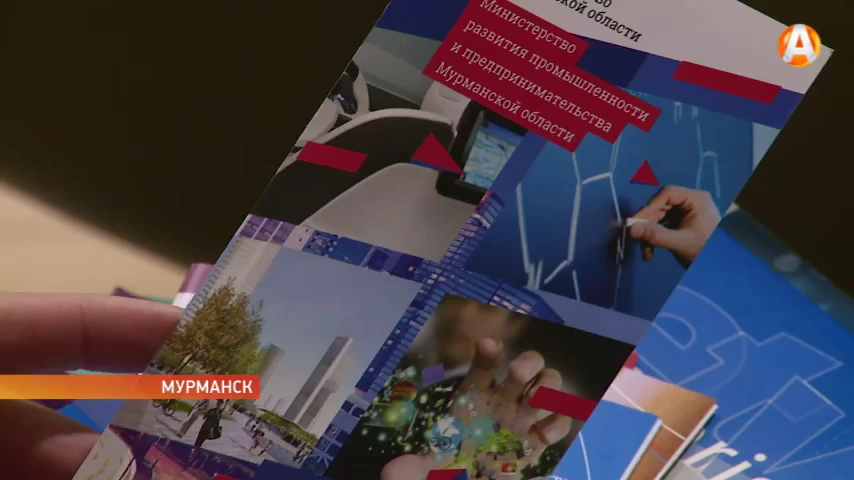 ской области
Министерство
развития промышленности
и предпринимательства
Мурманской области
А
МУРМАНСК